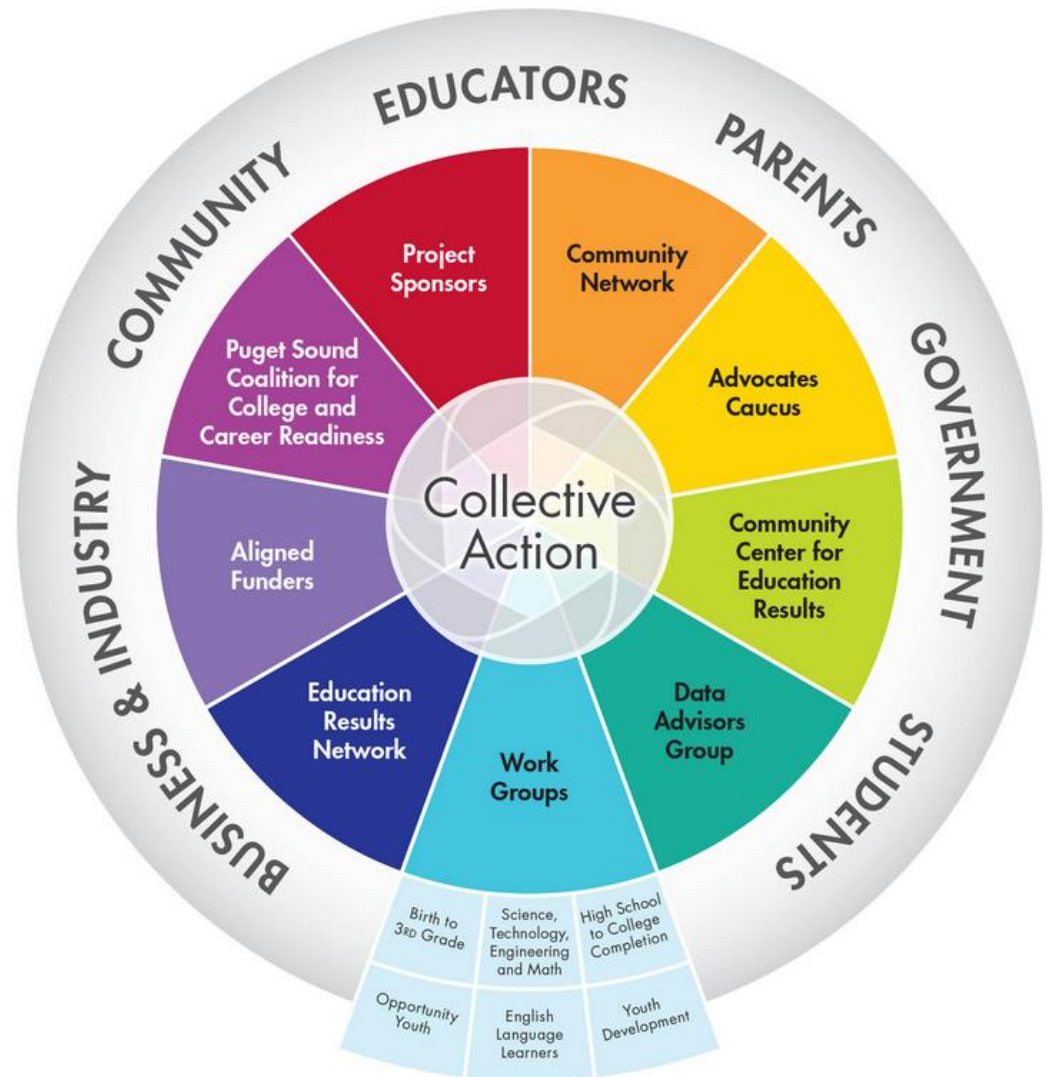 EDUCATORS
PARENTS
GOVERNMENT
STUDENTS
BUSINESS & INDUSTRY
COMMUNITY
Project
Sponsors
Community
Network
Advocates
Caucus
Community
Center for
Education
Results
Data
Advisors
Group
Work
Groups
Education
Results
Network
Aligned
Funders
Puget Sound
Coalition for
College and
Career Readiness
Collective
Action
Birth to
3RD Grade
Science,
Technology,
Engineering
and Math
High School
to College
Completion
Opportunity
Youth
English
Language
Learners
Youth
Development